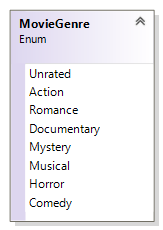 MovieGenre
Enum
Unrated
Action
Romance
Documentary
Mystery
Musical
Horror
Comedy